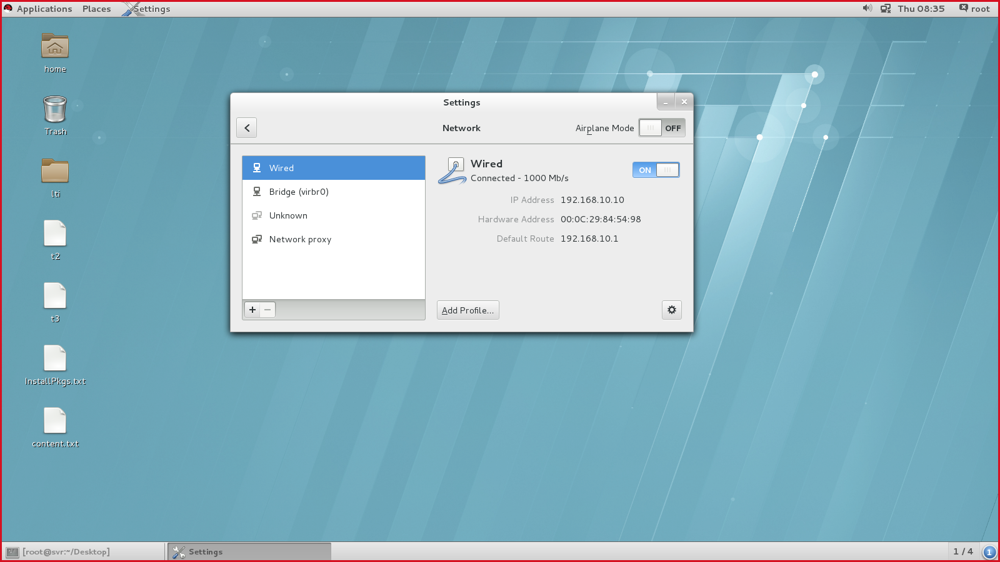 Applications Places Settings Thu 08:35 root
home
Trash
lti
t2
t3
InstallPkgs.txt
content.txt
Settings
Network Airplane Mode OFF
Wired
Bridge (virbr0)
Unknown
Network proxy
Wired
ON
Connected - 1000 Mb/s
IP Address 192.168.10.10
Hardware Address 00:0C:29:84:54:98
Default Route 192.168.10.1
Add Profile...
[root@svr:~/Desktop] Settings 1 / 4 1